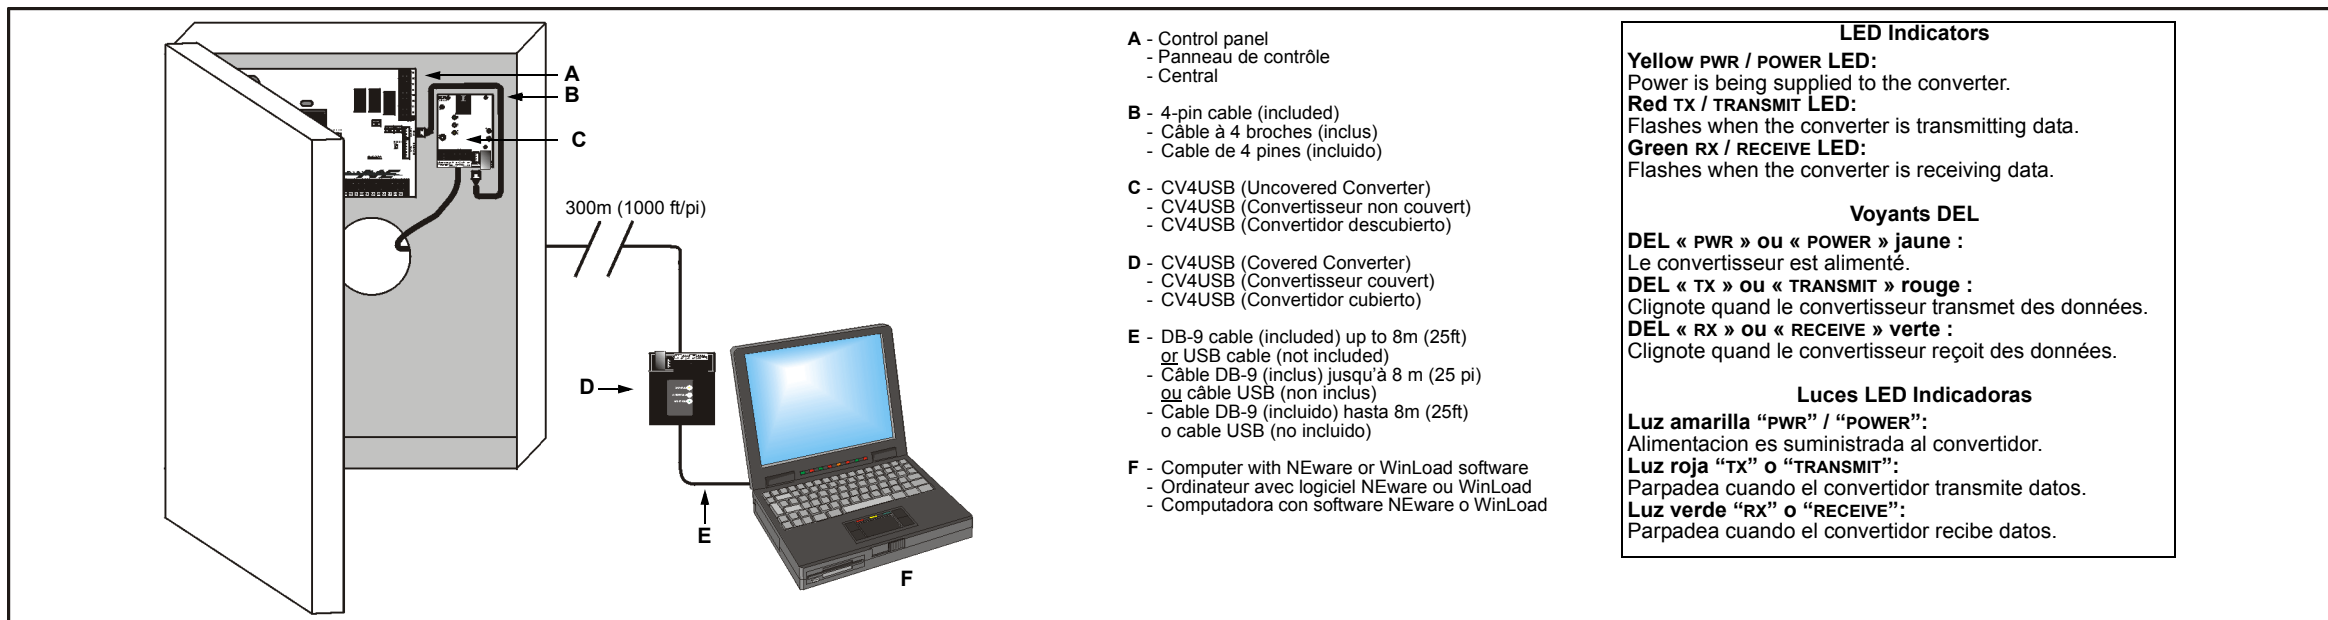 A
B
C
300m (1000 ft/pi)
D
E
F
A - Control panel
- Panneau de contrôle
- Central
B - 4-pin cable (included)
- Câble à 4 broches (inclus)
- Cable de 4 pines (incluido)
C - CV4USB (Uncovered Converter)
- CV4USB (Convertisseur non couvert)
- CV4USB (Convertidor descubierto)
D - CV4USB (Covered Converter)
- CV4USB (Convertisseur couvert)
- CV4USB (Convertidor cubierto)
E - DB-9 cable (included) up to 8m (25ft)
or USB cable (not included)
- Câble DB-9 (inclus) jusqu'à 8 m (25 pi)
ou câble USB (non inclus)
- Cable DB-9 (incluido) hasta 8m (25ft)
o cable USB (no incluido)
F - Computer with NEware or WinLoad software
- Ordinateur avec logiciel NEware ou WinLoad
- Computadora con software NEware o WinLoad
LED Indicators
Yellow PWR / POWER LED:
Power is being supplied to the converter.
Red TX / TRANSMIT LED:
Flashes when the converter is transmitting data.
Green RX / RECEIVE LED:
Flashes when the converter is receiving data.
Voyants DEL
DEL « PWR » ou « POWER » jaune :
Le convertisseur est alimenté.
DEL « TX » ou « TRANSMIT » rouge :
Clignote quand le convertisseur transmet des données.
DEL « RX » ou « RECEIVE » verte :
Clignote quand le convertisseur reçoit des données.
Luces LED Indicadoras
Luz amarilla “PWR” / “POWER”:
Alimentacion es suministrada al convertidor.
Luz roja “TX” o “TRANSMIT”:
Parpadea cuando el convertidor transmite datos.
Luz verde “RX” o “RECEIVE”:
Parpadea cuando el convertidor recibe datos.